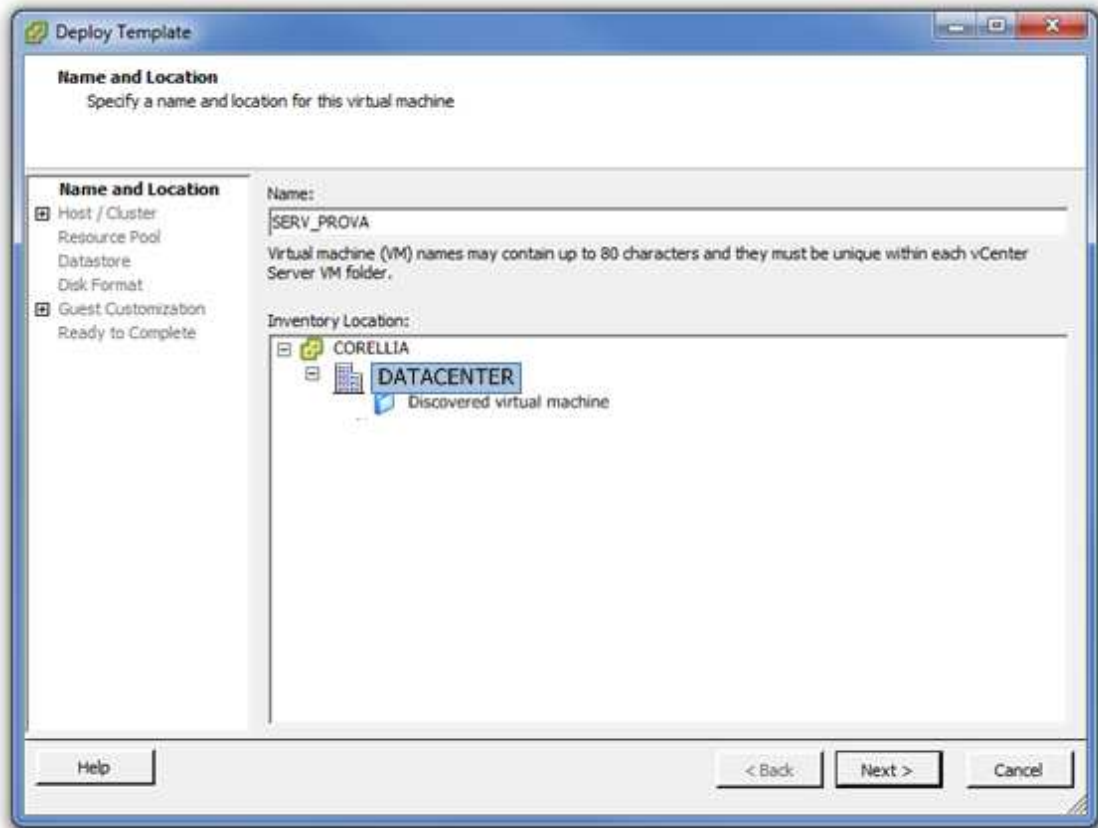 Deploy Template
Name and Location
Specify a name and location for this virtual machine
Name and Location
Host / Cluster
Resource Pool
Datastore
Disk Format
Guest Customization
Ready to Complete
Name:
SERV_PROVA
Virtual machine (VM) names may contain up to 80 characters and they must be unique within each vCenter
Server VM folder.
Inventory Location:
CORELLIA
DATACENTER
Discovered virtual machine
Help
< Back
Next >
Cancel